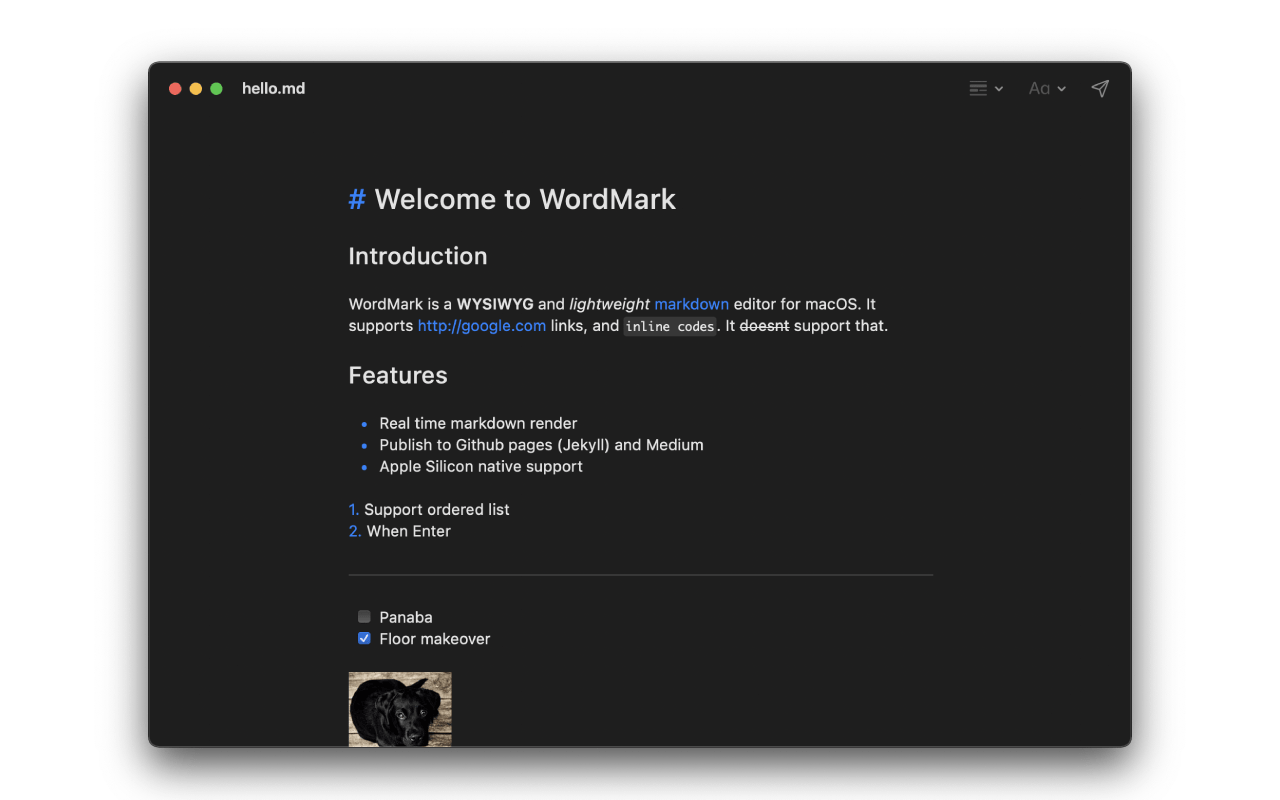 hello.md
Aa
# Welcome to WordMark
Introduction
WordMark is a WYSIWYG and lightweight markdown editor for macOS. It
supports http://google.com links, and inline codes. It doesnt support that.
Features
• Real time markdown render
• Publish to Github pages (Jekyll) and Medium
• Apple Silicon native support
1. Support ordered list
2. When Enter
Panaba
Floor makeover